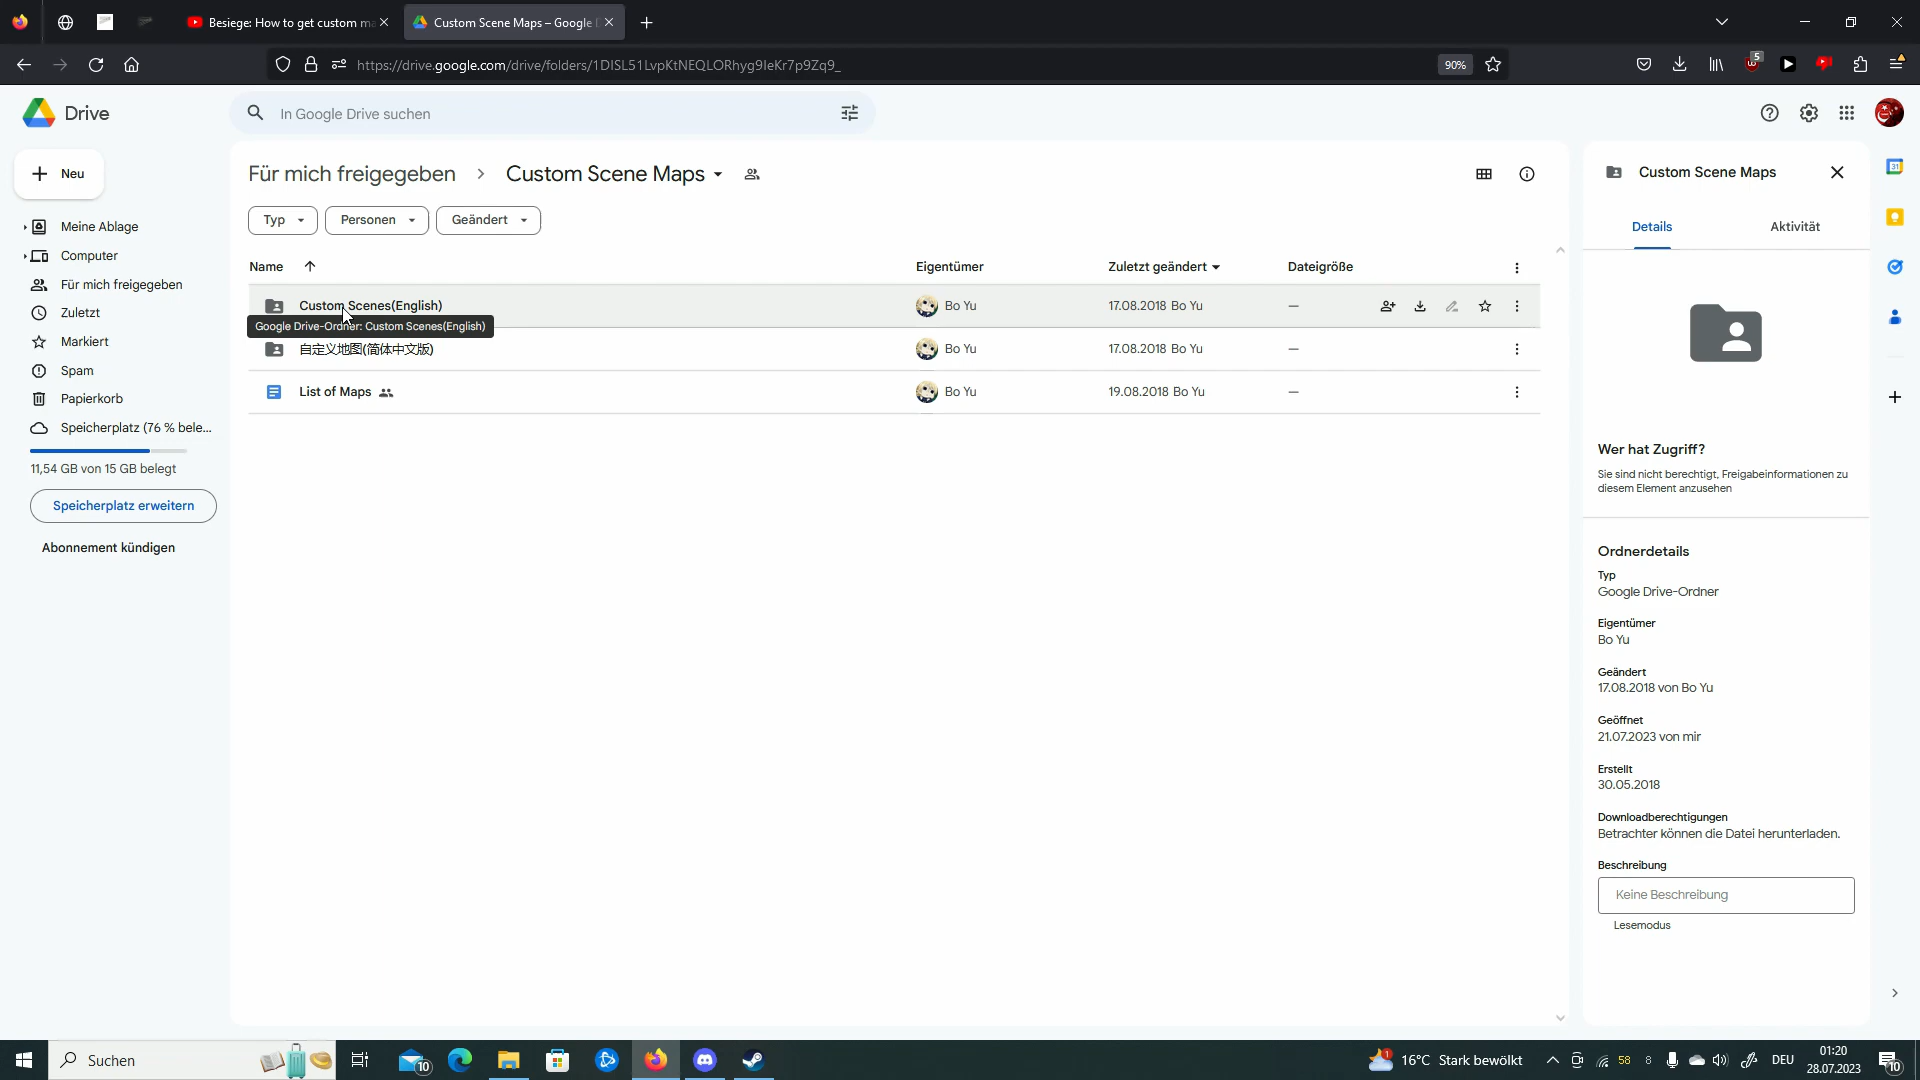 Besiege: How to get custom ma
Custom Scene Maps – Google D
https://drive.google.com/drive/folders/1DISL51LvpKtNEQLORhyg9IeKr7p9Zq9_
90%
5
Drive
In Google Drive suchen
Neu
Meine Ablage
Computer
Für mich freigegeben
Zuletzt
Markiert
Spam
Papierkorb
Speicherplatz (76 % bele...
11,54 GB von 15 GB belegt
Speicherplatz erweitern
Abonnement kündigen
Für mich freigegeben
Custom Scene Maps
Typ
Personen
Geändert
Name
Eigentümer
Zuletzt geändert
Dateigröße
Custom Scenes(English)
Bo Yu
17.08.2018 Bo Yu
—
Google Drive-Ordner: Custom Scenes(English)
自定义地图(简体中文版)
Bo Yu
17.08.2018 Bo Yu
—
List of Maps
Bo Yu
19.08.2018 Bo Yu
—
Custom Scene Maps
Details
Aktivität
Wer hat Zugriff?
Sie sind nicht berechtigt, Freigabeinformationen zu
diesem Element anzusehen
Ordnerdetails
Typ
Google Drive-Ordner
Eigentümer
Bo Yu
Geändert
17.08.2018 von Bo Yu
Geöffnet
21.07.2023 von mir
Erstellt
30.05.2018
Downloadberechtigungen
Betrachter können die Datei herunterladen.
Beschreibung
Keine Beschreibung
Lesemodus
31
Suchen
10
1
16°C Stark bewölkt
58
8
DEU
01:20
28.07.2023
10